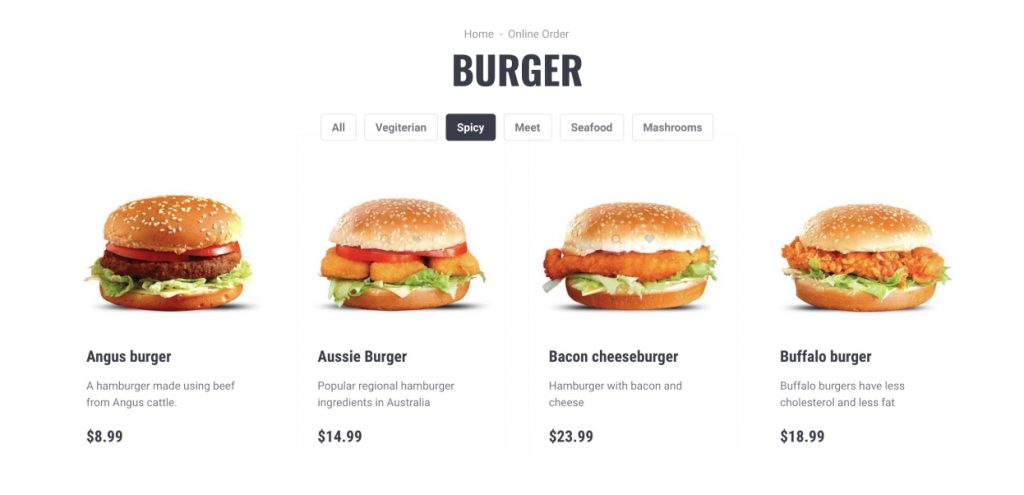 Home - Online Order
BURGER
All Vegiterian Spicy Meet Seafood Mashrooms
Angus burger
A hamburger made using beef
from Angus cattle.
$8.99
Aussie Burger
Popular regional hamburger
ingredients in Australia
$14.99
Bacon cheeseburger
Hamburger with bacon and
cheese
$23.99
Buffalo burger
Buffalo burgers have less
cholesterol and less fat
$18.99